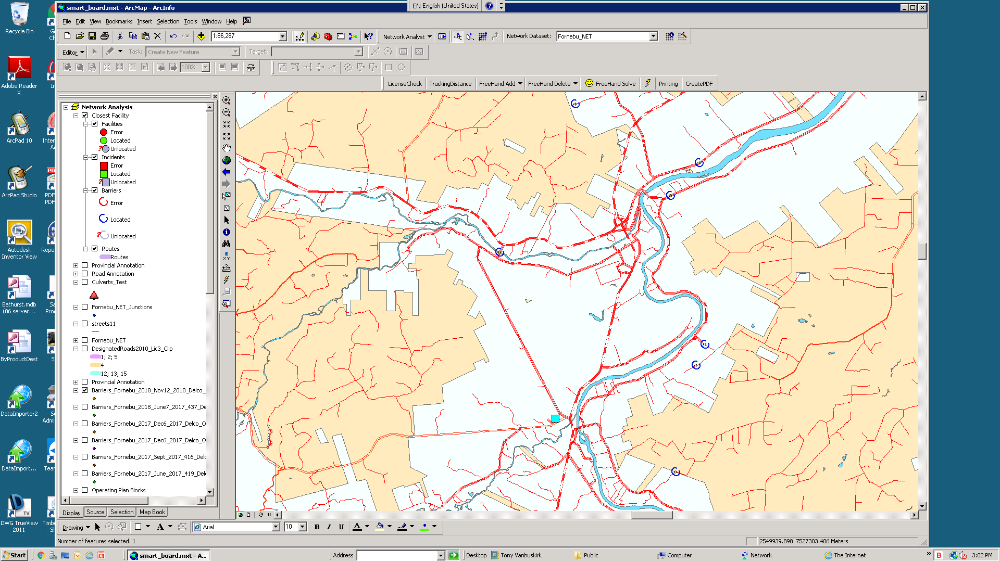 smart_board.mxt - ArcMap - ArcInfo
EN English (United States)
File Edit View Bookmarks Insert Selection Tools Window Help
1:86,287
Network Analyst
Network Dataset:
Fornebu_NET
Editor
Task:
Create New Feature
Target:
100%
LicenseCheck
TruckingDistance
FreeHand Add
FreeHand Delete
FreeHand Solve
Printing
CreatePDF
Network Analysis
Closest Facility
Facilities
Error
Located
Unlocated
Incidents
Error
Located
Unlocated
Barriers
Error
Located
Unlocated
Routes
Routes
Provincial Annotation
Road Annotation
Culverts_Test
Fornebu_NET_Junctions
streets11
Fornebu_NET
DesignatedRoads2010_Lic3_Clip
1; 2; 5
4
12; 13; 15
Provincial Annotation
Barriers_Fornebu_2018_Nov12_2018_Delco_
Barriers_Fornebu_2018_June7_2017_437_De
Barriers_Fornebu_2017_Dec6_2017_Delco_O
Barriers_Fornebu_2017_Dec6_2017_Delco_O
Barriers_Fornebu_2017_Sept_2017_416_Delc
Barriers_Fornebu_2017_June_2017_419_Del
Operating Plan Blocks
Display
Source
Selection
Map Book
Drawing
A
Arial
10
B I U A
Number of features selected: 1
2549939.898 7527303.406 Meters
Recycle Bin
Adobe Reader
X
ArcPad 10
ArcPad Studio
Autodesk
Inventor View
Bathurst.mdb
(06 server...
ByProductDest
DataImporter2
DataImport...
DWG TrueView
2011
Start
smart_board.mxt - A...
Address
Desktop
Tony Vanbuskirk
Public
Computer
Network
The Internet
B
3:02 PM